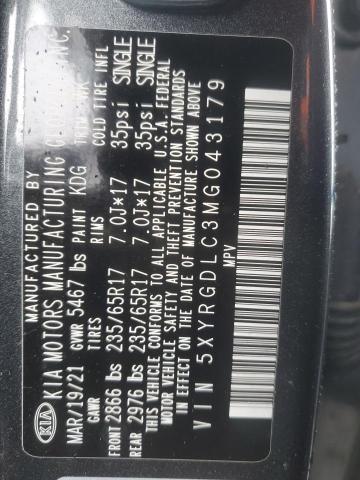 KIA
MANUFACTURED BY
KIA MOTORS MANUFACTURING INC.
MAR/19/21 GVWR 5467 lbs PAINT KDG TRIM
GAWR TIRES RIMS COLD TIRE INFL
FRONT 2866 lbs 235/65R17 7.0J*17 35psi SINGLE
REAR 2976 lbs 235/65R17 7.0J*17 35psi SINGLE
THIS VEHICLE CONFORMS TO ALL APPLICABLE U.S.A. FEDERAL
MOTOR VEHICLE SAFETY AND THEFT PREVENTION STANDARDS
IN EFFECT ON THE DATE OF MANUFACTURE SHOWN ABOVE
VIN 5XYRGDLC3MG043179
MPV